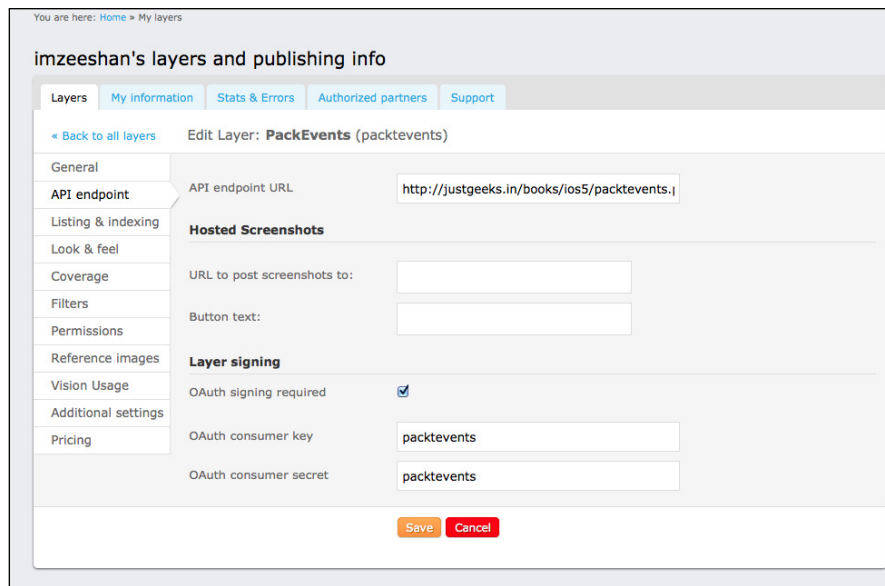 You are here: Home » My layers
imzeeshan's layers and publishing info
Layers My information Stats & Errors Authorized partners Support
« Back to all layers Edit Layer: PackEvents (packtevents)
General
API endpoint
Listing & indexing
Look & feel
Coverage
Filters
Permissions
Reference images
Vision Usage
Additional settings
Pricing
API endpoint URL http://justgeeks.in/books/ios5/packtevents.p
Hosted Screenshots
URL to post screenshots to:
Button text:
Layer signing
OAuth signing required
OAuth consumer key packtevents
OAuth consumer secret packtevents
Save Cancel